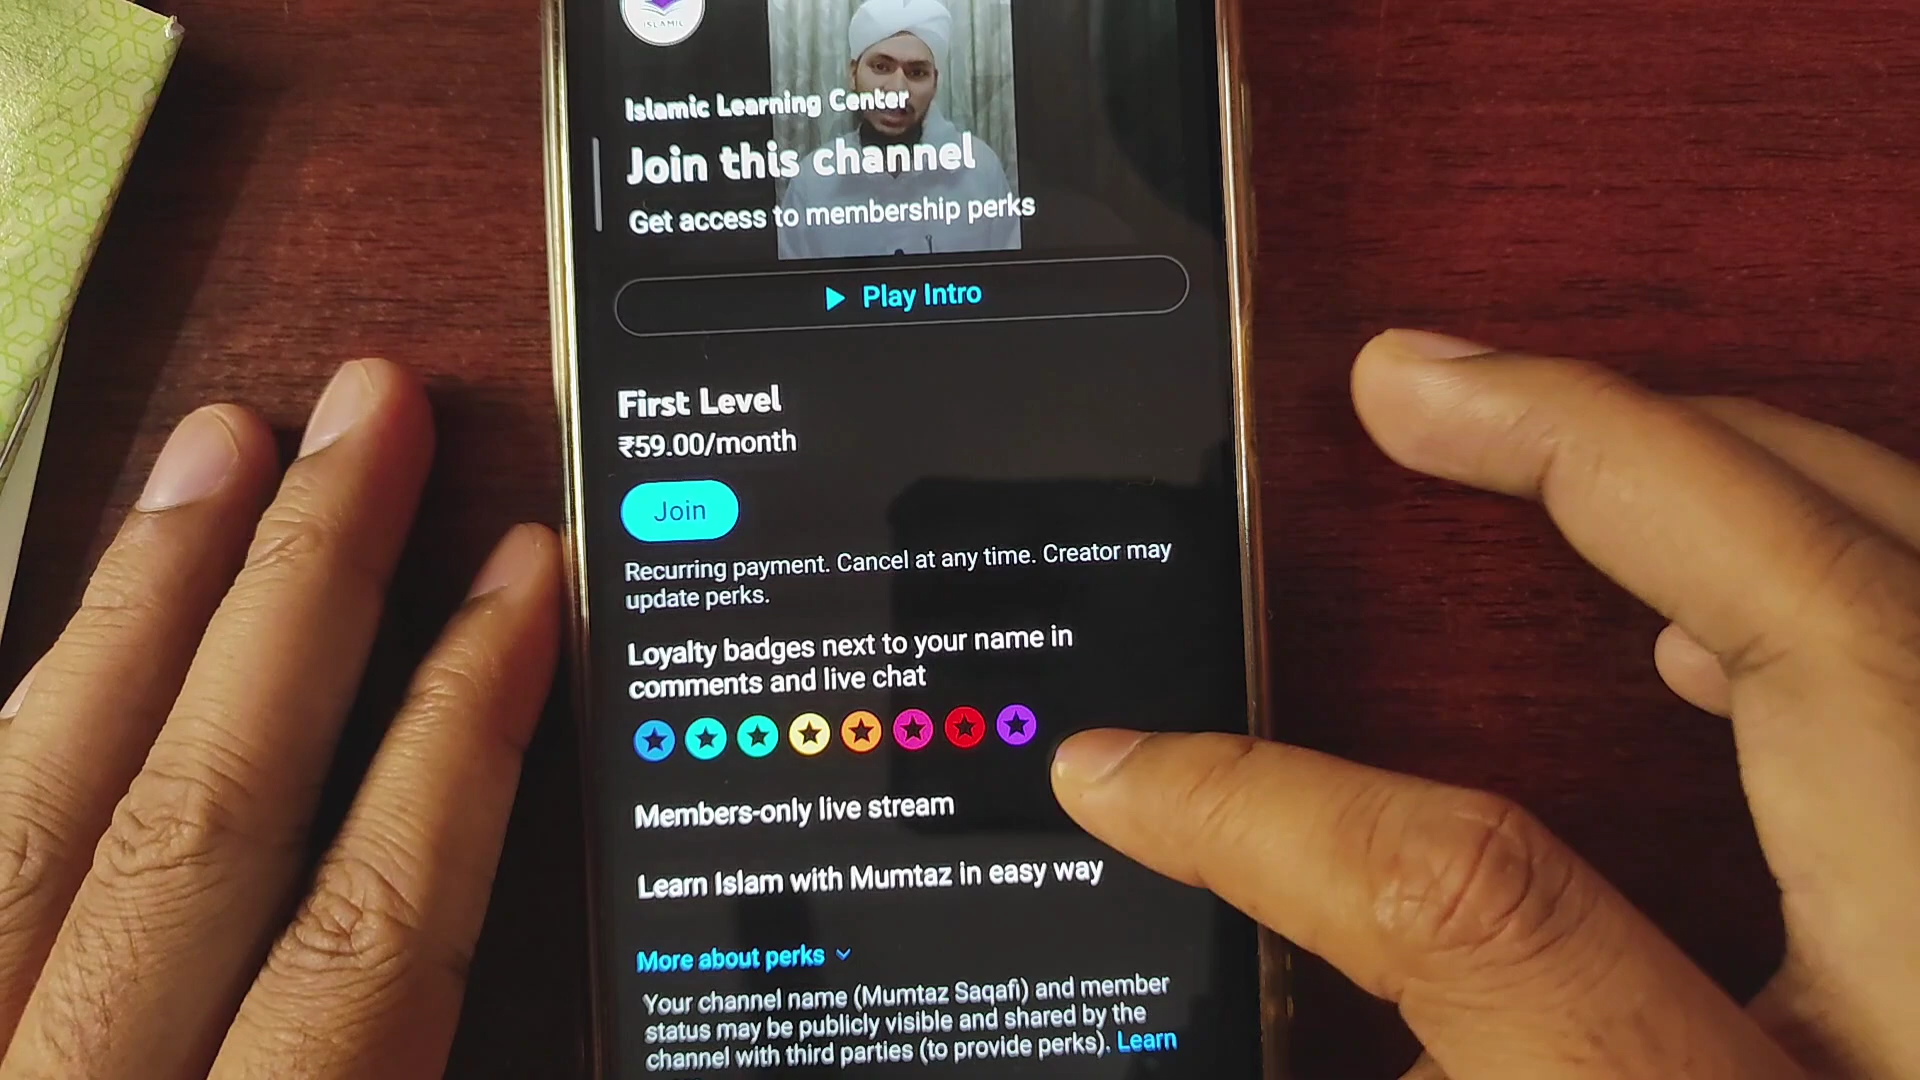 ISLAMIC
Islamic Learning Center
Join this channel
Get access to membership perks
Play Intro
First Level
₹59.00/month
Join
Recurring payment. Cancel at any time. Creator may
update perks.
Loyalty badges next to your name in
comments and live chat
Members-only live stream
Learn Islam with Mumtaz in easy way
More about perks
Your channel name (Mumtaz Saqafi) and member
status may be publicly visible and shared by the
channel with third parties (to provide perks). Learn